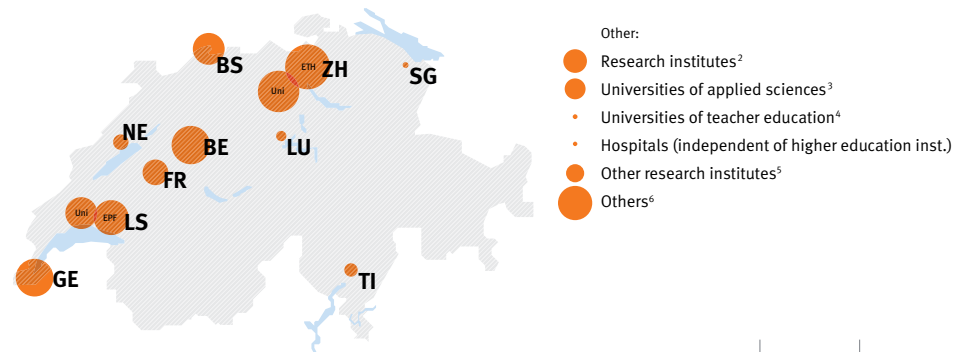 BS
ETH
ZH
SG
Uni
NE
BE
LU
FR
Uni
EPF
LS
GE
TI
Other:
Research institutes²
Universities of applied sciences³
Universities of teacher education⁴
Hospitals (independent of higher education inst.)
Other research institutes⁵
Others⁶